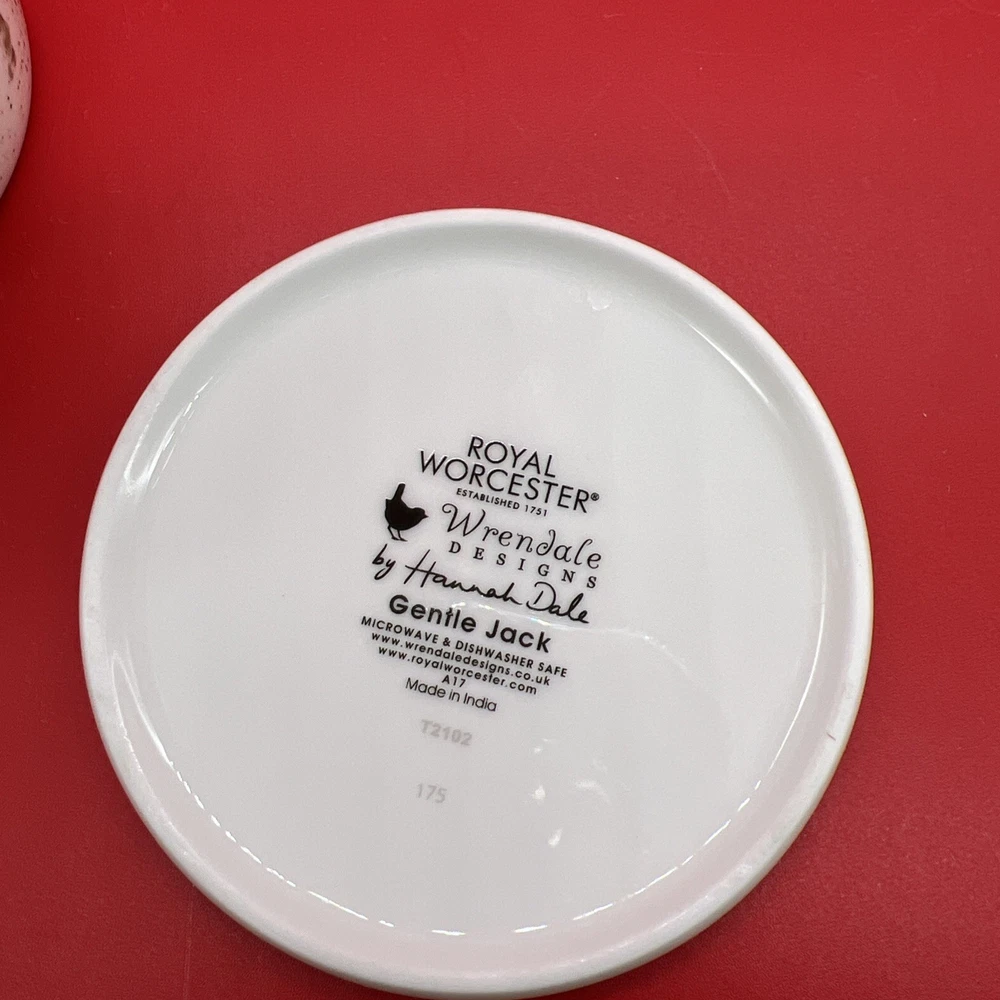 ROYAL
WORCESTER®
ESTABLISHED 1751
Wrendale
DESIGNS
by Hannah Dale
Gentle Jack
MICROWAVE & DISHWASHER SAFE
www.wrendaledesigns.co.uk
www.royalworcester.com
A17
Made in India
T2102
175